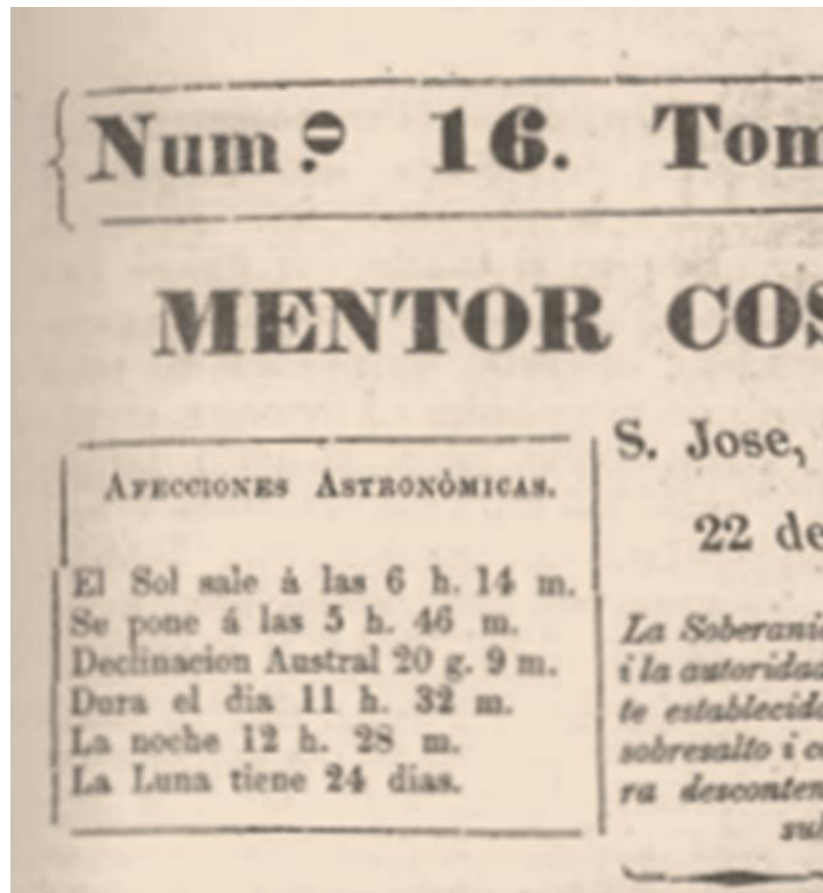 Num.º 16. Tom
MENTOR COS
AFECCIONES ASTRONÒMICAS.
El Sol sale à las 6 h. 14 m.
Se pone á las 5 h. 46 m.
Declinacion Austral 20 g. 9 m.
Dura el dia 11 h. 32 m.
La noche 12 h. 28 m.
La Luna tiene 24 dias.
S. Jose,
22 de
La Soberani
i la autoridad
te establecid
sobresalto i c
ra desconten
sul